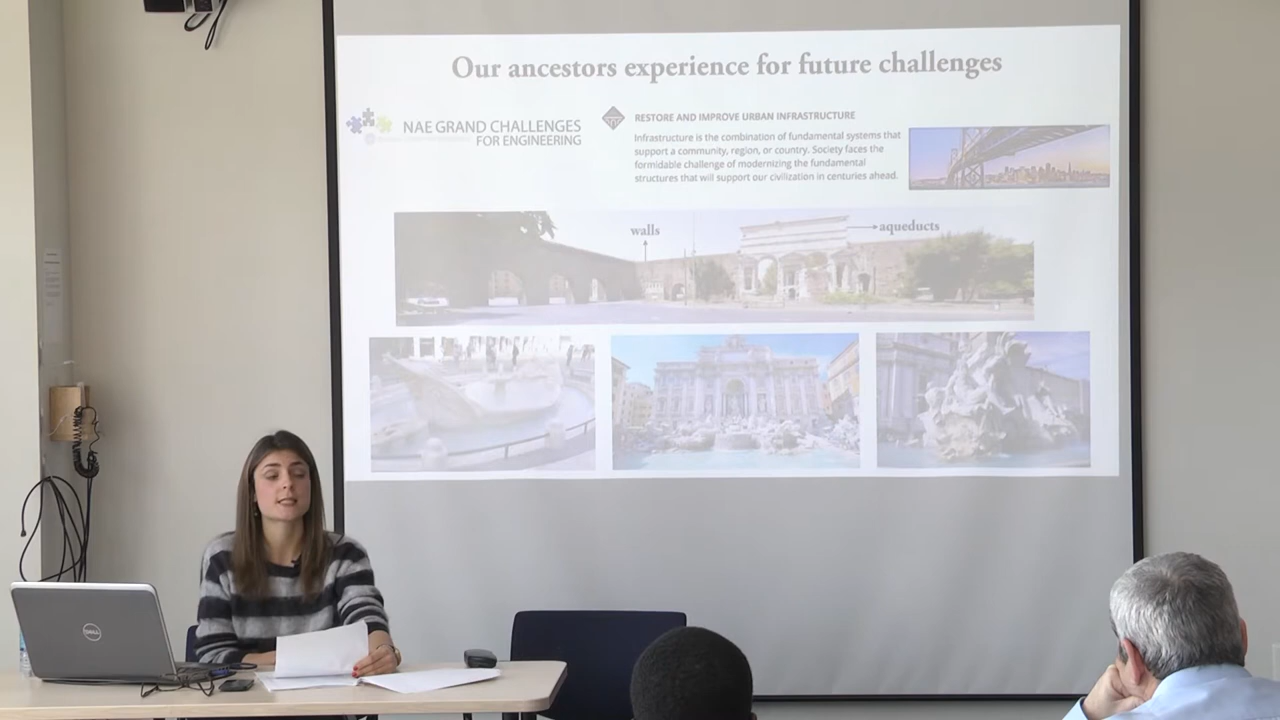 Our ancestors experience for future challenges
NAE GRAND CHALLENGES
FOR ENGINEERING
RESTORE AND IMPROVE URBAN INFRASTRUCTURE
Infrastructure is the combination of fundamental systems that
support a community, region, or country. Society faces the
formidable challenge of modernizing the fundamental
structures that will support our civilization in centuries ahead.
walls
aqueducts
DELL